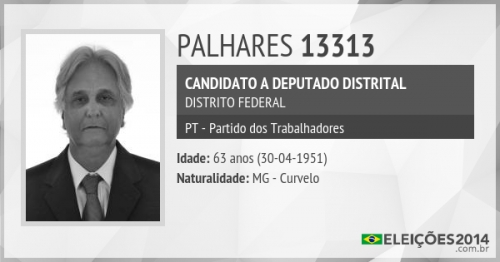 PALHARES 13313
CANDIDATO A DEPUTADO DISTRITAL
DISTRITO FEDERAL
PT - Partido dos Trabalhadores
Idade: 63 anos (30-04-1951)
Naturalidade: MG - Curvelo
ELEIÇÕES2014
.com.br